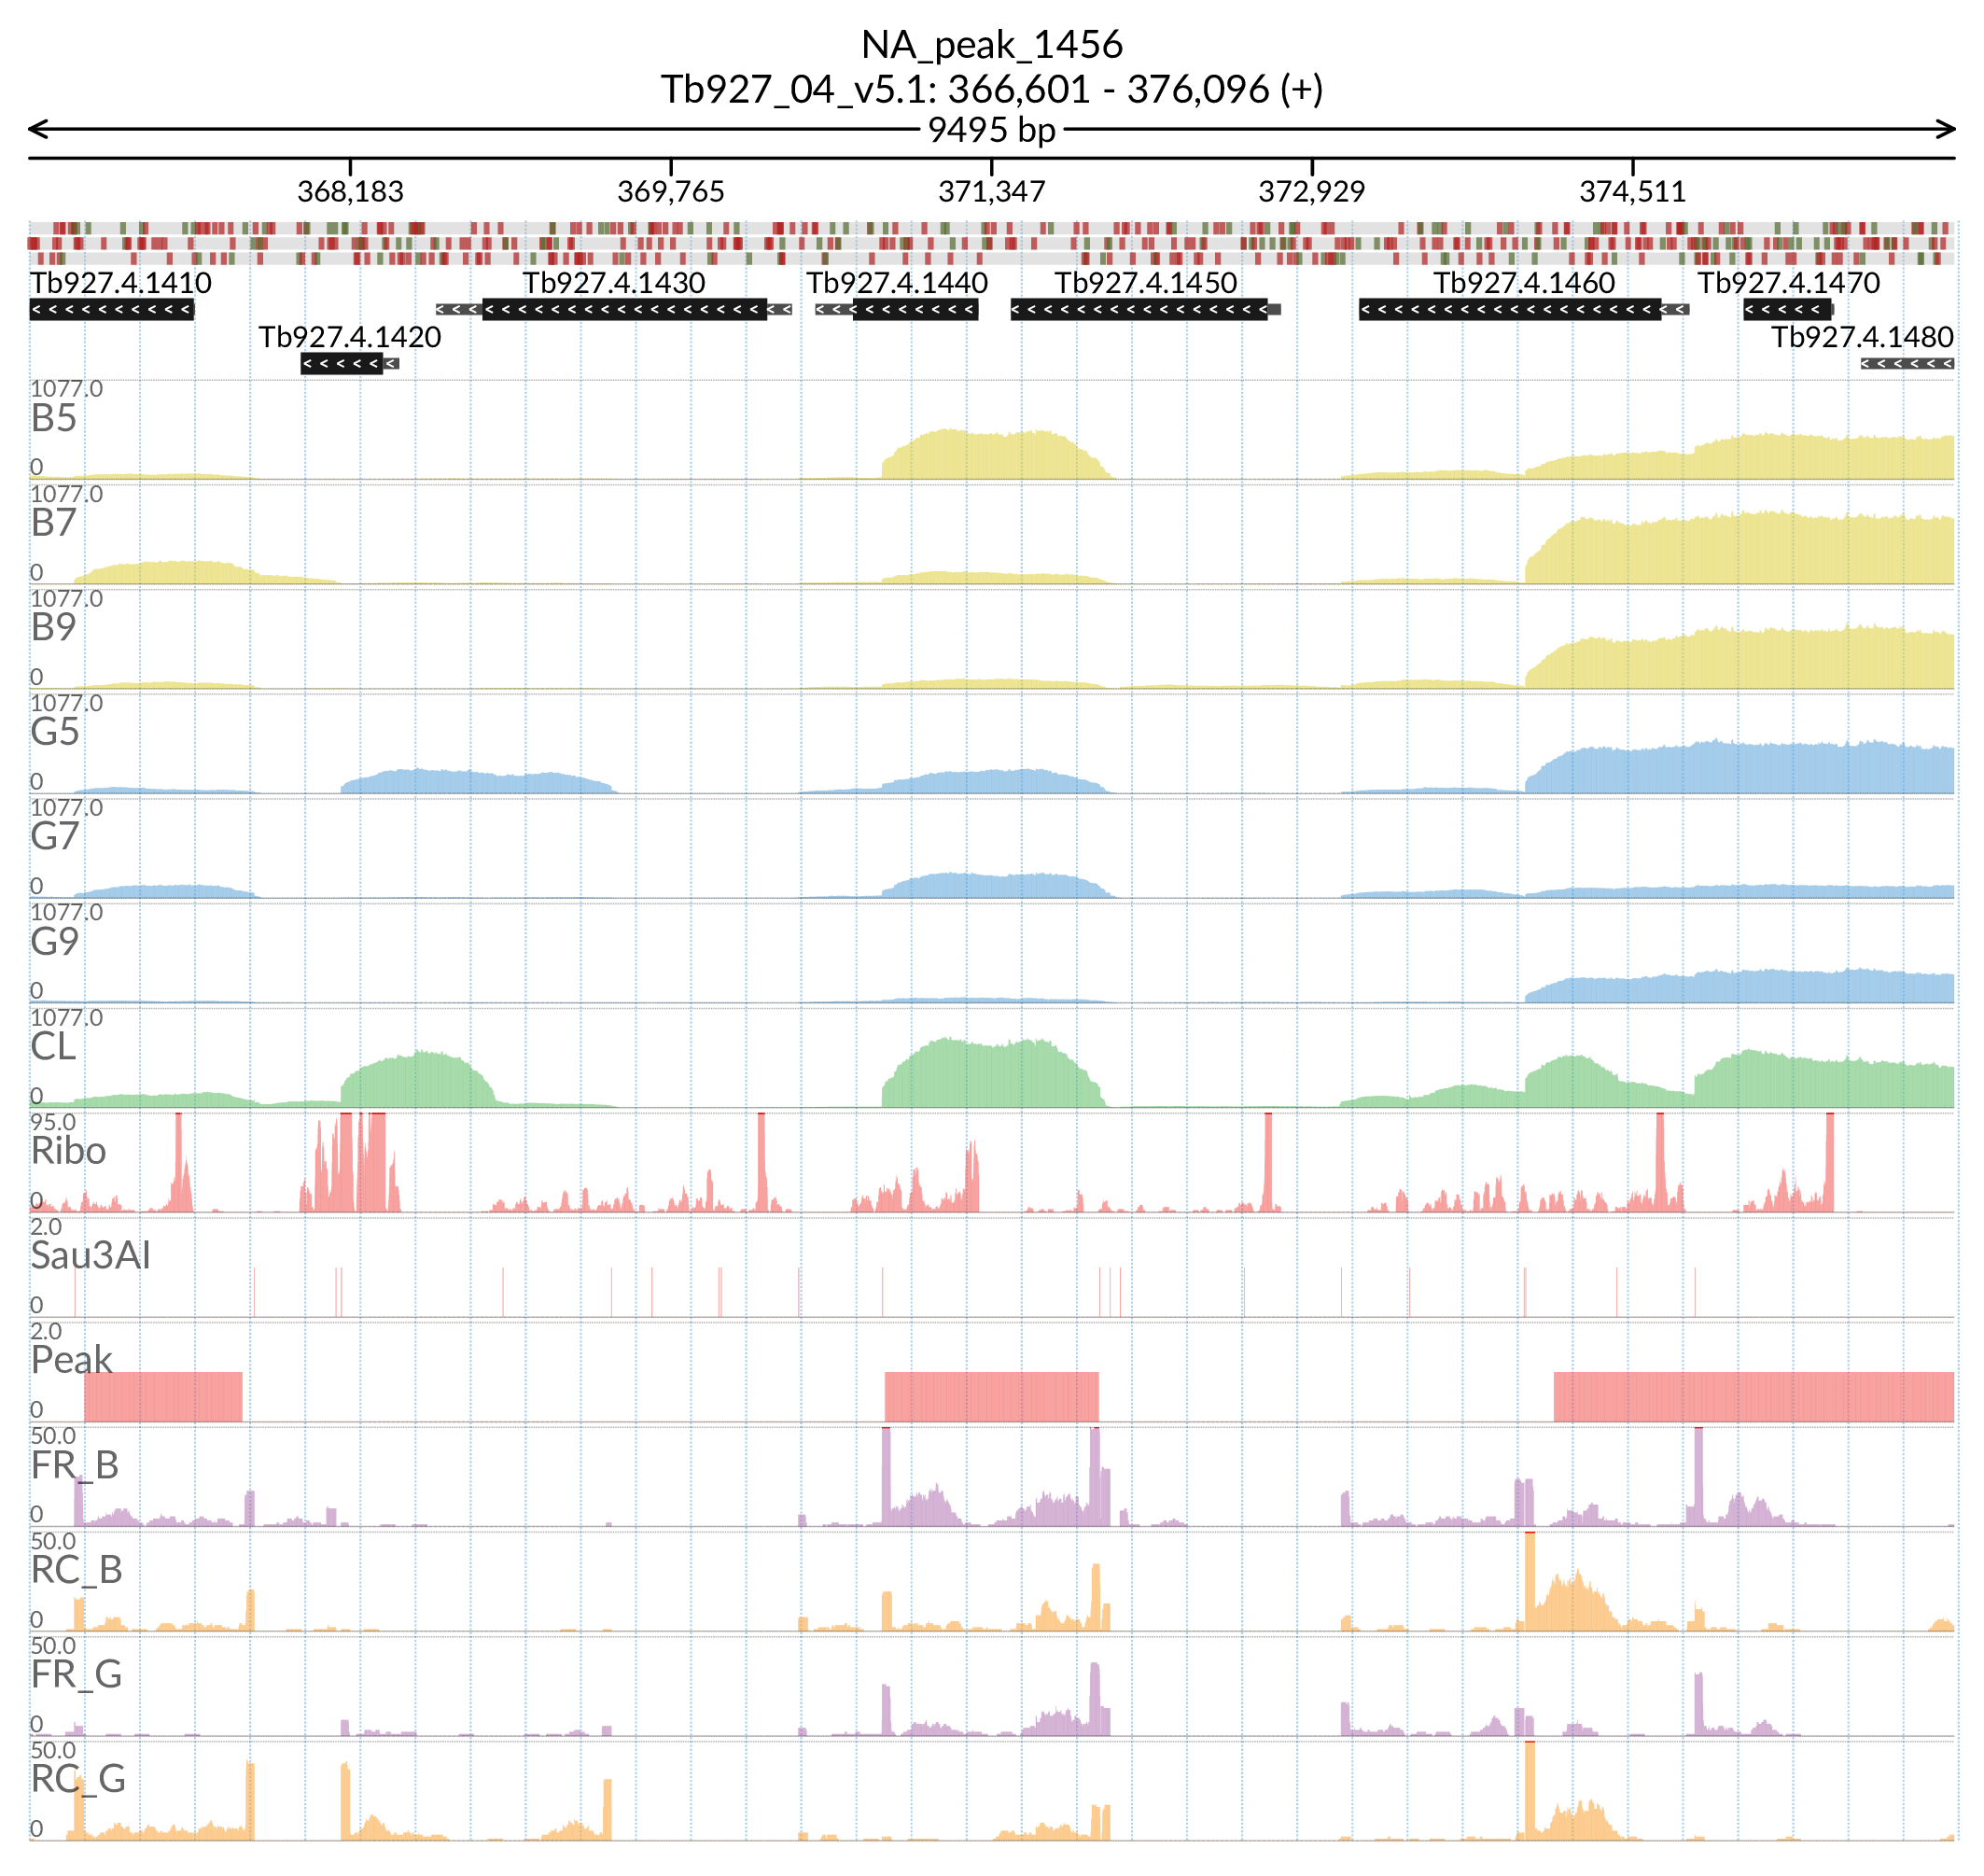 NA_peak_1456
Tb927_04_v5.1: 366,601 - 376,096 (+)
9495 bp
368,183 369,765 371,347 372,929 374,511
Tb927.4.1410 Tb927.4.1430 Tb927.4.1440 Tb927.4.1450 Tb927.4.1460 Tb927.4.1470
Tb927.4.1420 Tb927.4.1480
1077.0
B5
0
1077.0
B7
0
1077.0
B9
0
1077.0
G5
0
1077.0
G7
0
1077.0
G9
0
1077.0
CL
0
95.0
Ribo
0
2.0
Sau3AI
0
2.0
Peak
0
50.0
FR_B
0
50.0
RC_B
0
50.0
FR_G
0
50.0
RC_G
0